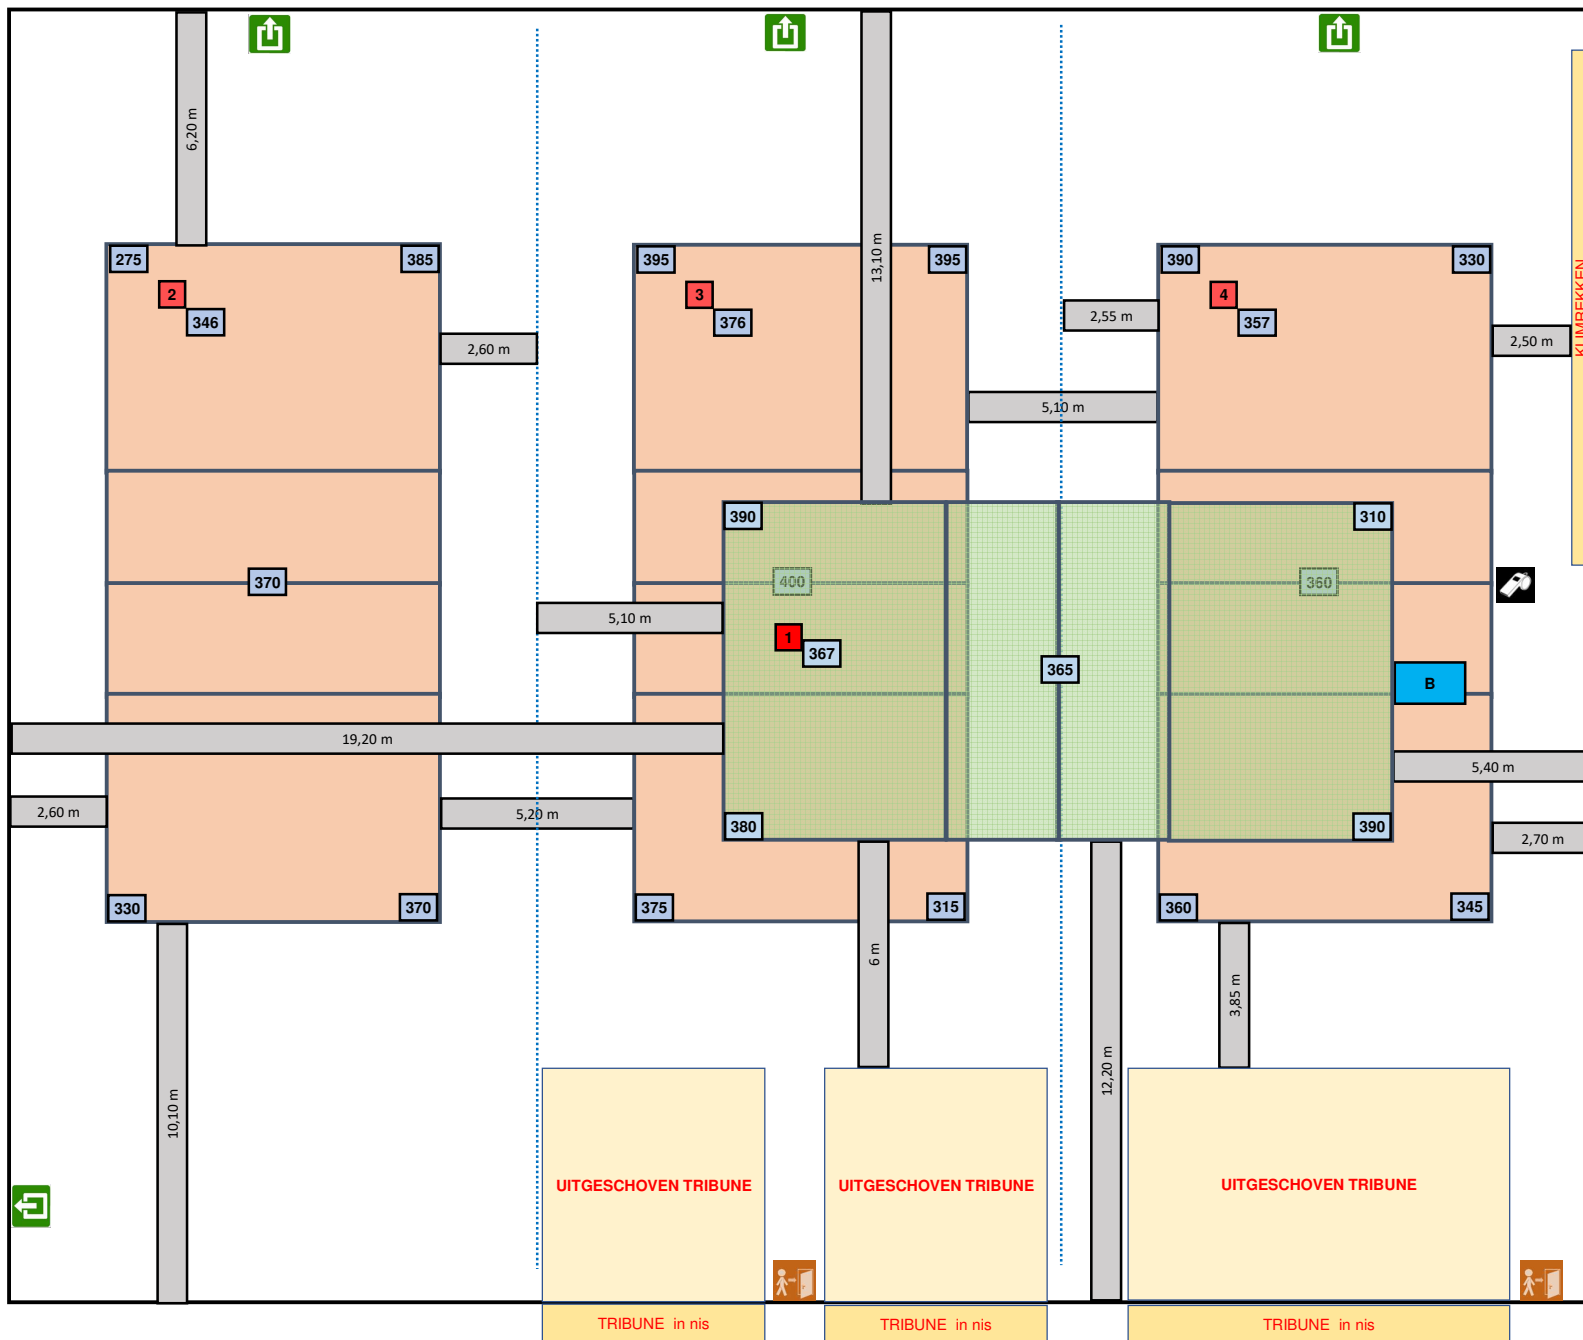 6,20 m
13,10 m
275
385
395
395
390
330
2
346
3
376
4
357
2,60 m
2,55 m
2,50 m
KLIMREKKEN
5,10 m
390
310
370
400
360
5,10 m
1
367
365
B
19,20 m
5,40 m
2,60 m
5,20 m
380
390
2,70 m
330
370
375
315
360
345
6 m
3,85 m
10,10 m
12,20 m
UITGESCHOVEN TRIBUNE
UITGESCHOVEN TRIBUNE
UITGESCHOVEN TRIBUNE
TRIBUNE in nis
TRIBUNE in nis
TRIBUNE in nis